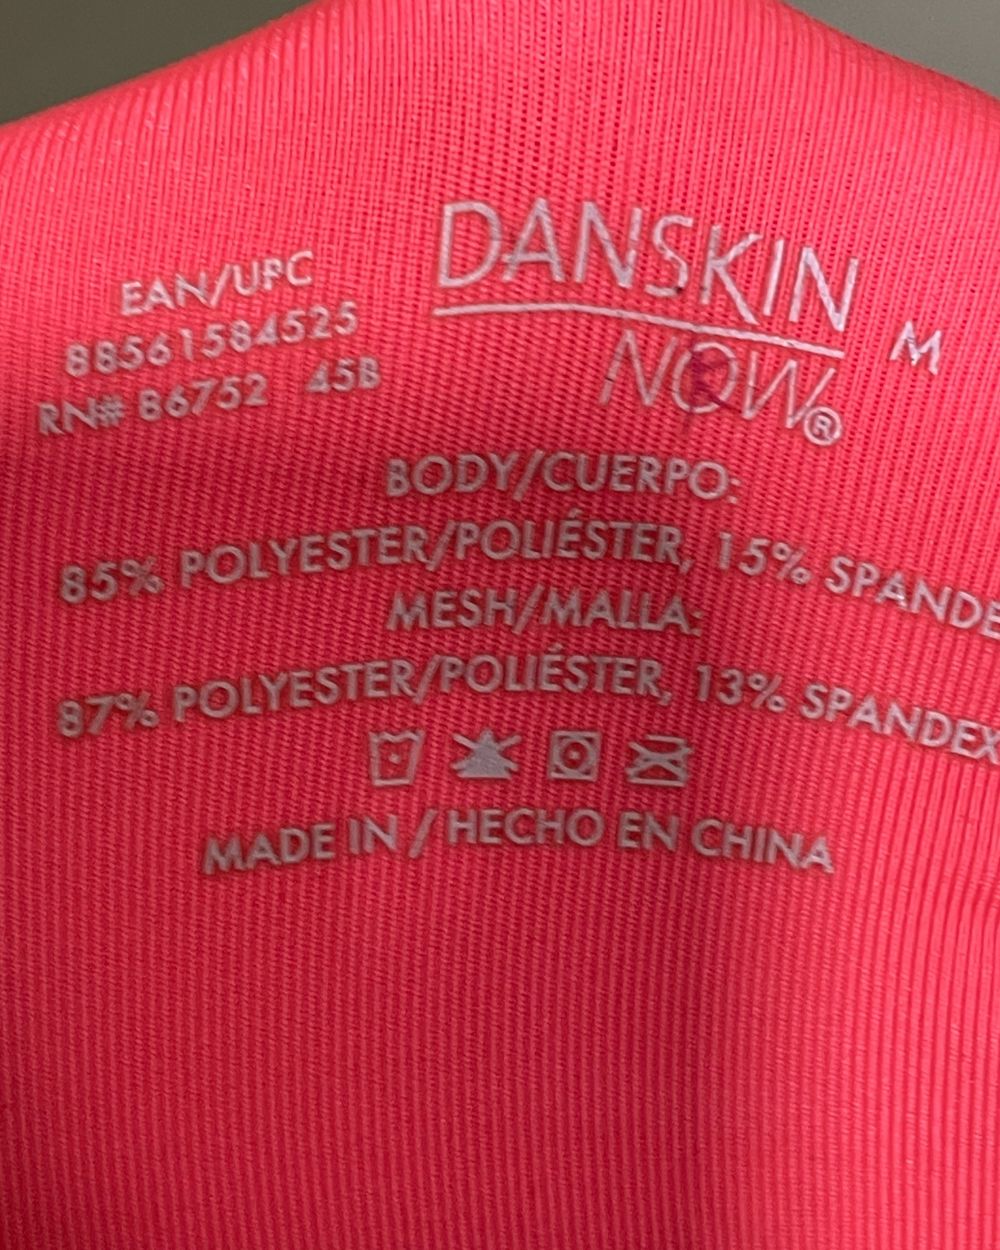 DANSKIN
NOW®
M
EAN/UPC
88561584525
RN# 86752 45B
BODY/CUERPO:
85% POLYESTER/POLIÉSTER, 15% SPANDE
MESH/MALLA:
87% POLYESTER/POLIÉSTER, 13% SPANDEX
MADE IN / HECHO EN CHINA